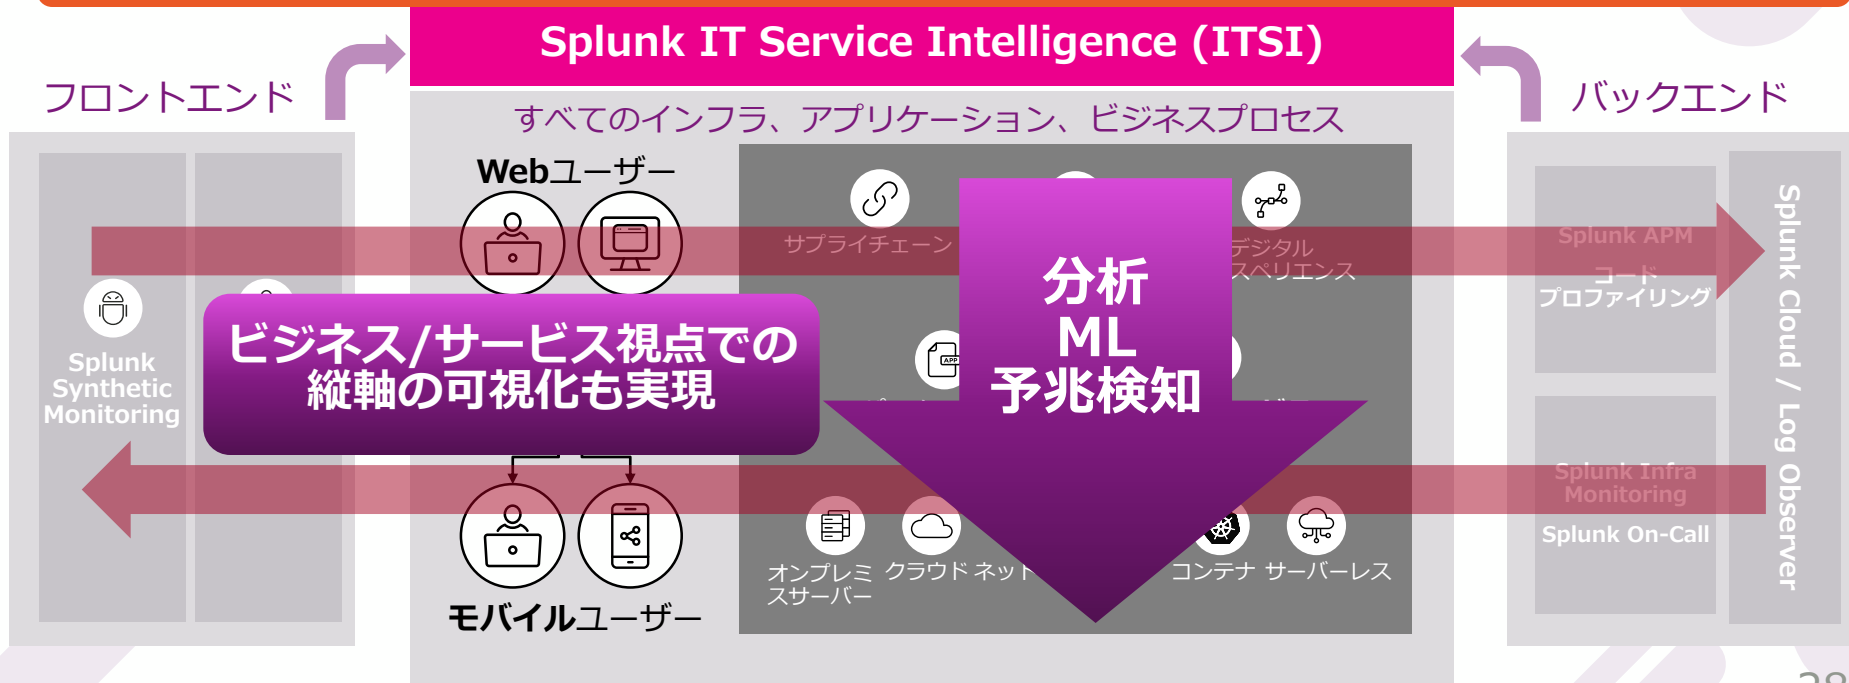 Splunk IT Service Intelligence (ITSI)
フロントエンド
バックエンド
すべてのインフラ、アプリケーション、ビジネスプロセス
Webユーザー
サプライチェーン
デジタル
スペリエンス
分析
ML
予兆検知
ビジネス/サービス視点での
縦軸の可視化も実現
Splunk
Synthetic
Monitoring
APP
モバイルユーザー
オンプレミ
スサーバー
クラウド
ネット
コンテナ
サーバーレス
Splunk APM
コード
プロファイリング
Splunk Infra
Monitoring
Splunk On-Call
Splunk Cloud / Log Observer